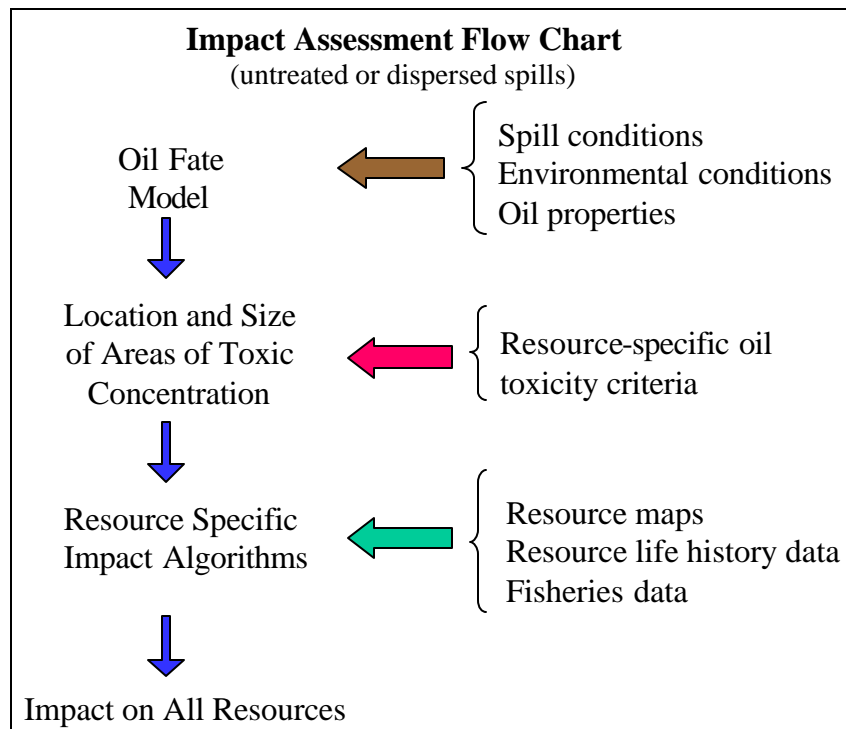 Impact Assessment Flow Chart
(untreated or dispersed spills)
Oil Fate
Model
Spill conditions
Environmental conditions
Oil properties
Location and Size
of Areas of Toxic
Concentration
Resource-specific oil
toxicity criteria
Resource Specific
Impact Algorithms
Resource maps
Resource life history data
Fisheries data
Impact on All Resources